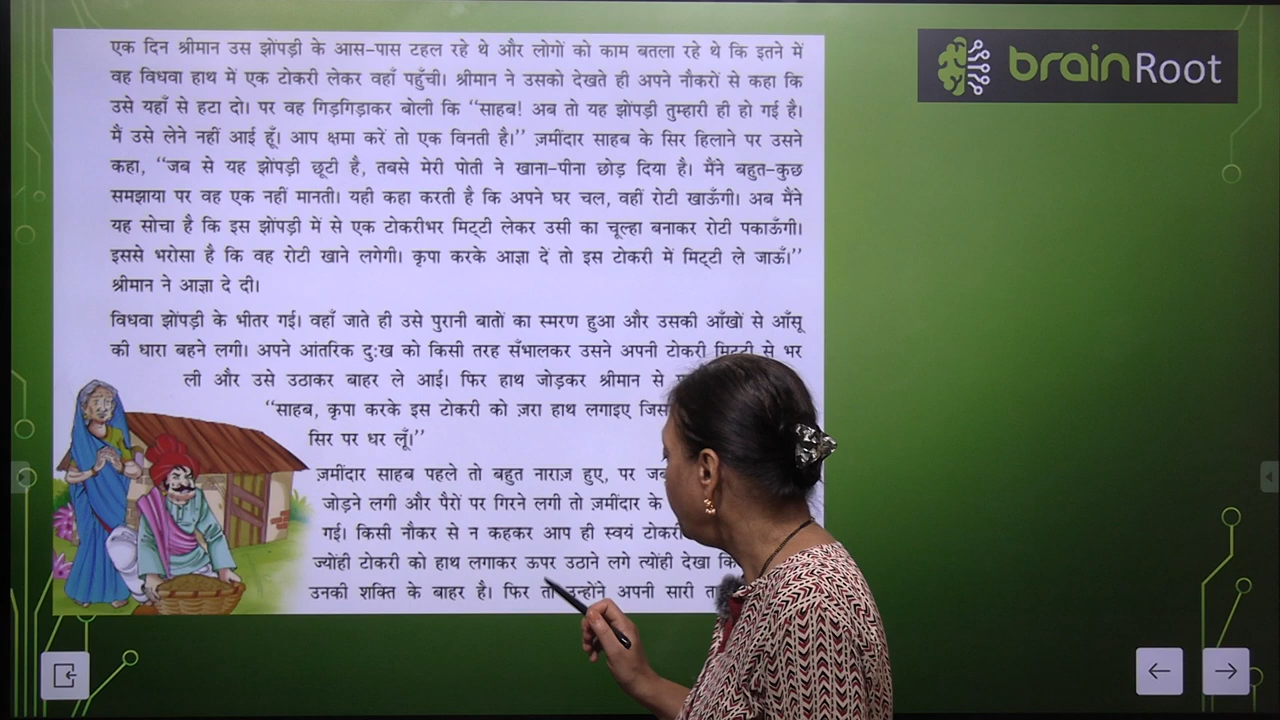 एक दिन श्रीमान उस झोंपड़ी के आस-पास टहल रहे थे और लोगों को काम बतला रहे थे कि इतने में
वह विधवा हाथ में एक टोकरी लेकर वहाँ पहुँची। श्रीमान ने उसको देखते ही अपने नौकरों से कहा कि
उसे यहाँ से हटा दो। पर वह गिड़गिड़ाकर बोली कि ‘‘साहब! अब तो यह झोंपड़ी तुम्हारी ही हो गई है।
मैं उसे लेने नहीं आई हूँ। आप क्षमा करें तो एक विनती है।’’ ज़मींदार साहब के सिर हिलाने पर उसने
कहा, ‘‘जब से यह झोंपड़ी छूटी है, तबसे मेरी पोती ने खाना-पीना छोड़ दिया है। मैंने बहुत-कुछ
समझाया पर वह एक नहीं मानती। यही कहा करती है कि अपने घर चल, वहीं रोटी खाऊँगी। अब मैंने
यह सोचा है कि इस झोंपड़ी में से एक टोकरीभर मिट्टी लेकर उसी का चूल्हा बनाकर रोटी पकाऊँगी।
इससे भरोसा है कि वह रोटी खाने लगेगी। कृपा करके आज्ञा दें तो इस टोकरी में मिट्टी ले जाऊँ।’’
श्रीमान ने आज्ञा दे दी।
विधवा झोंपड़ी के भीतर गई। वहाँ जाते ही उसे पुरानी बातों का स्मरण हुआ और उसकी आँखों से आँसू
की धारा बहने लगी। अपने आंतरिक दु:ख को किसी तरह सँभालकर उसने अपनी टोकरी मिट्टी से भर
ली और उसे उठाकर बाहर ले आई। फिर हाथ जोड़कर श्रीमान से
‘‘साहब, कृपा करके इस टोकरी को ज़रा हाथ लगाइए
सिर पर धर लूँ।’’
ज़मींदार साहब पहले तो बहुत नाराज़ हुए, पर
जोड़ने लगी और पैरों पर गिरने लगी तो ज़मींदार के
गई। किसी नौकर से न कहकर आप ही स्वयं
ज्योंही टोकरी को हाथ लगाकर ऊपर उठाने लगे त्योंही देखा
उनकी शक्ति के बाहर है। फिर तो उन्होंने अपनी सारी
brainRoot